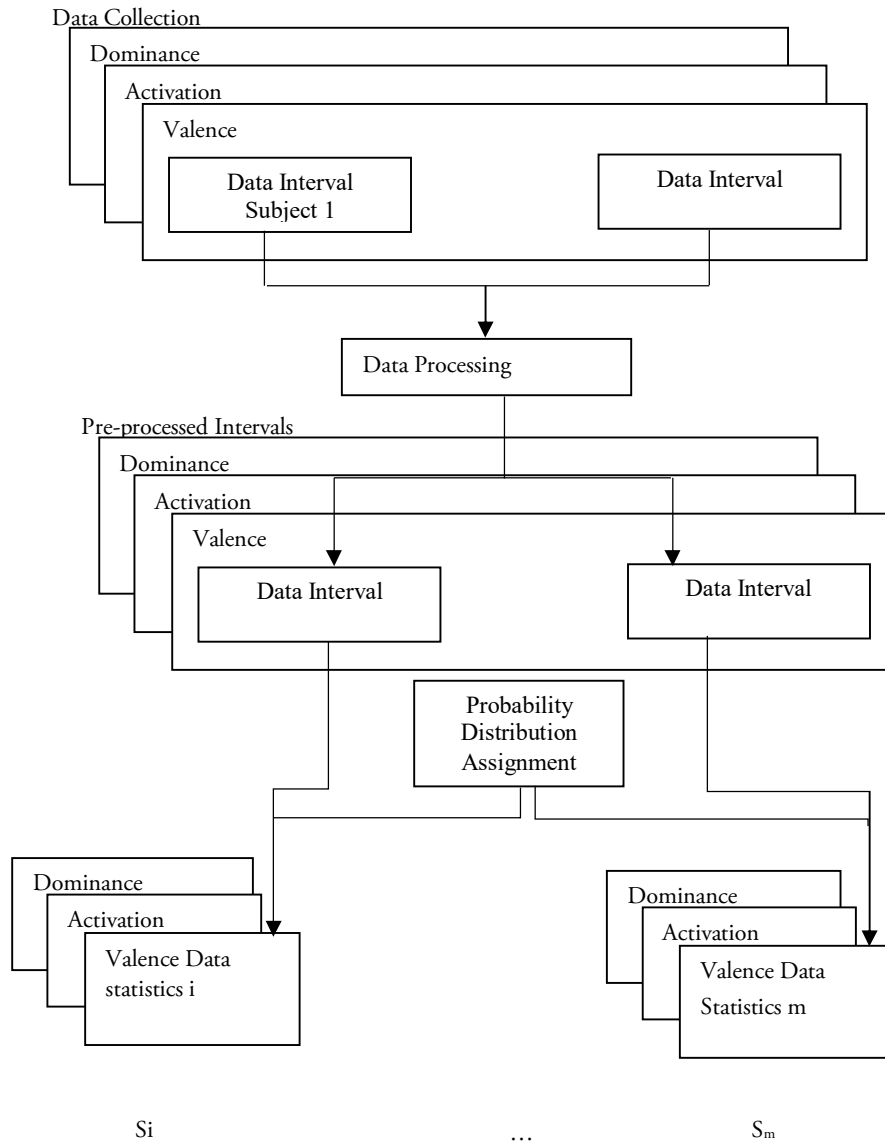 Data Collection
Dominance
Activation
Valence
Data Interval
Subject 1
Data Interval
Data Processing
Pre-processed Intervals
Dominance
Activation
Valence
Data Interval
Data Interval
Probability
Distribution
Assignment
Dominance
Activation
Valence Data
statistics i
Dominance
Activation
Valence Data
Statistics m
Si
...
Sm